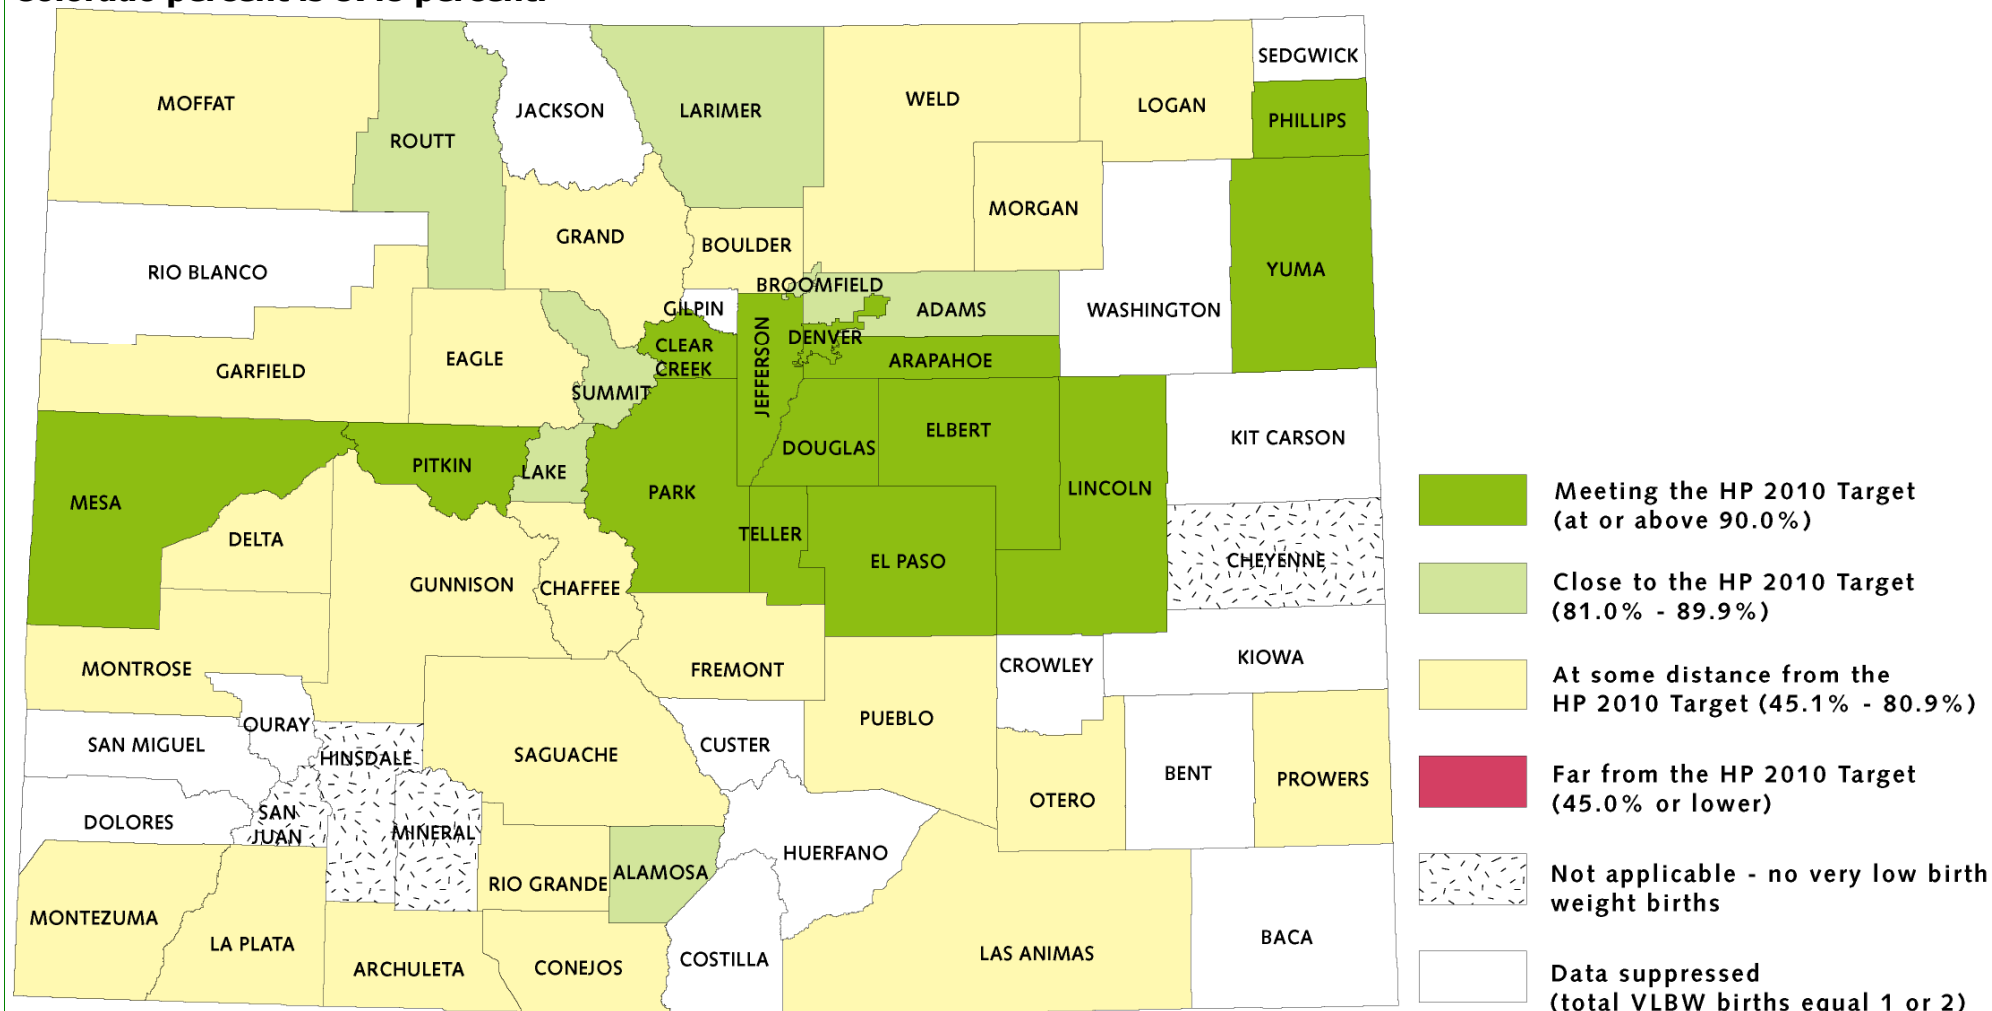 SEDGWICK
MOFFAT
JACKSON
LARIMER
WELD
LOGAN
PHILLIPS
ROUTT
MORGAN
GRAND
BOULDER
RIO BLANCO
YUMA
BROOMFIELD
GILPIN
ADAMS
WASHINGTON
DENVER
CLEAR
CREEK
JEFFERSON
ARAPAHOE
EAGLE
GARFIELD
SUMMIT
ELBERT
KIT CARSON
DOUGLAS
PITKIN
LAKE
PARK
LINCOLN
MESA
TELLER
DELTA
EL PASO
CHEYENNE
GUNNISON
CHAFFEE
MONTROSE
FREMONT
CROWLEY
KIOWA
OURAY
PUEBLO
SAN MIGUEL
CUSTER
HINSDALE
SAGUACHE
BENT
PROWERS
OTERO
DOLORES
SAN
JUAN
MINERAL
HUERFANO
ALAMOSA
RIO GRANDE
MONTEZUMA
LA PLATA
ARCHULETA
CONEJOS
COSTILLA
LAS ANIMAS
BACA
Meeting the HP 2010 Target
(at or above 90.0%)
Close to the HP 2010 Target
(81.0% - 89.9%)
At some distance from the
HP 2010 Target (45.1% - 80.9%)
Far from the HP 2010 Target
(45.0% or lower)
Not applicable - no very low birth
weight births
Data suppressed
(total VLBW births equal 1 or 2)